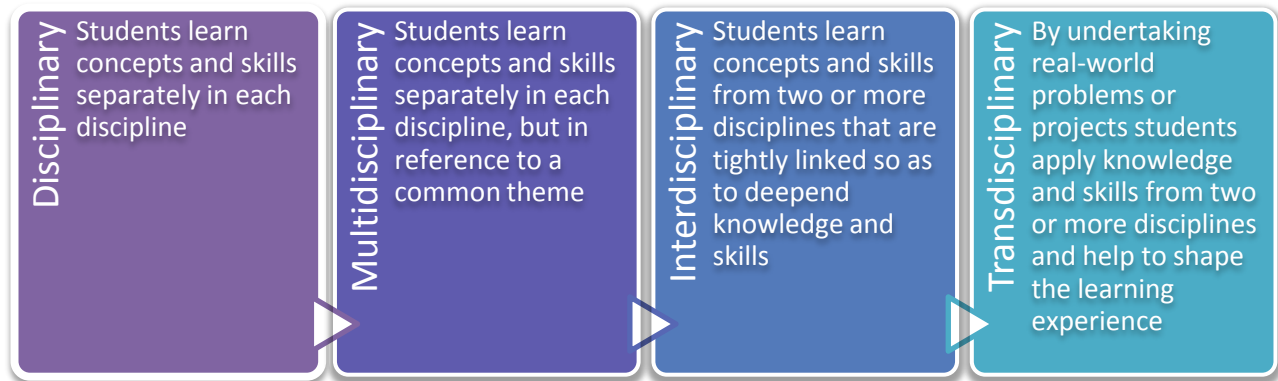 Disciplinary
Students learn
concepts and skills
separately in each
discipline
Multidisciplinary
Students learn
concepts and skills
separately in each
discipline, but in
reference to a
common theme
Interdisciplinary
Students learn
concepts and skills
from two or more
disciplines that are
tightly linked so as
to deepend
knowledge and
skills
Transdisciplinary
By undertaking
real-world
problems or
projects students
apply knowledge
and skills from two
or more disciplines
and help to shape
the learning
experience